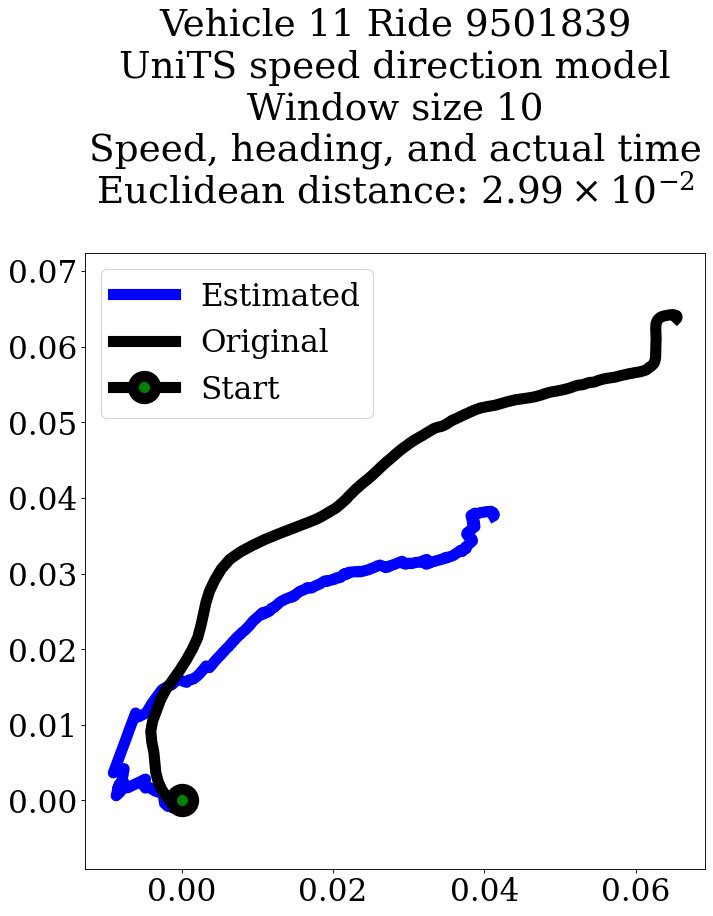 Vehicle 11 Ride 9501839
UniTS speed direction model
Window size 10
Speed, heading, and actual time
Euclidean distance: 2.99 × 10⁻²
Estimated
Original
Start
0.07
0.06
0.05
0.04
0.03
0.02
0.01
0.00
0.00 0.02 0.04 0.06